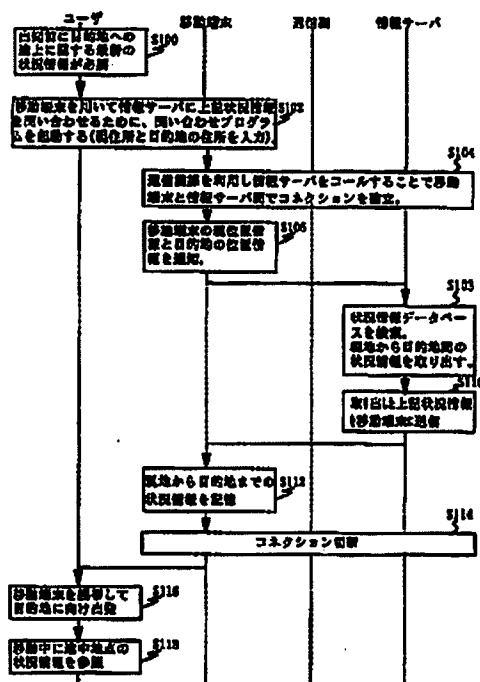 ユーザ
移動端末
通信網
情報サーバ
S100
出発前に目的地への
途上に関する最新の
状況情報が必要
S102
移動端末を用いて情報サーバに上記状況情報
を問い合わせるために、問い合わせプログラ
ムを起動する(現住所と目的地の住所を入力)。
S104
通信回線を利用し情報サーバをコールすることで移動
端末と情報サーバ間でコネクションを確立。
S106
移動端末の現位置情
報と目的地の位置情
報を通知。
S108
状況情報データベー
スを検索。
現地から目的地間の
状況情報を取り出す。
S110
取り出した上記状況情報
を移動端末に送信
S112
現地から目的地までの
状況情報を記憶
S114
コネクション切断
S116
移動端末を携帯して
目的地に向け出発
S118
移動中に途中地点の
状況情報を参照